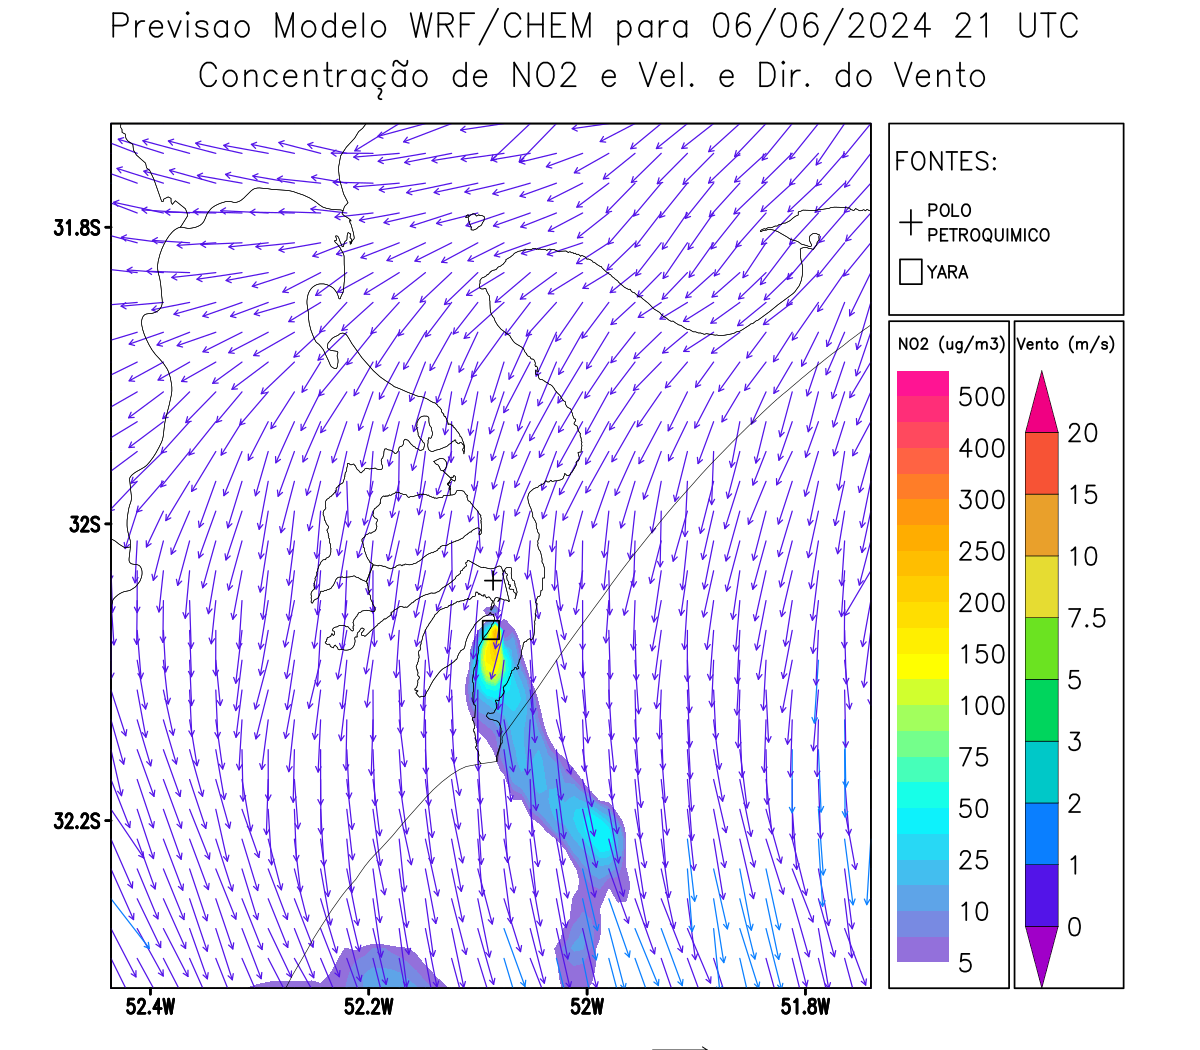 Previsao Modelo WRF/CHEM para 06/06/2024 21 UTC
Concentração de NO2 e Vel. e Dir. do Vento
FONTES:
POLO
PETROQUIMICO
YARA
NO2 (ug/m3)
500
400
300
250
200
150
100
75
50
25
10
5
Vento (m/s)
20
15
10
7.5
5
3
2
1
0
31.8S
32S
32.2S
52.4W
52.2W
52W
51.8W